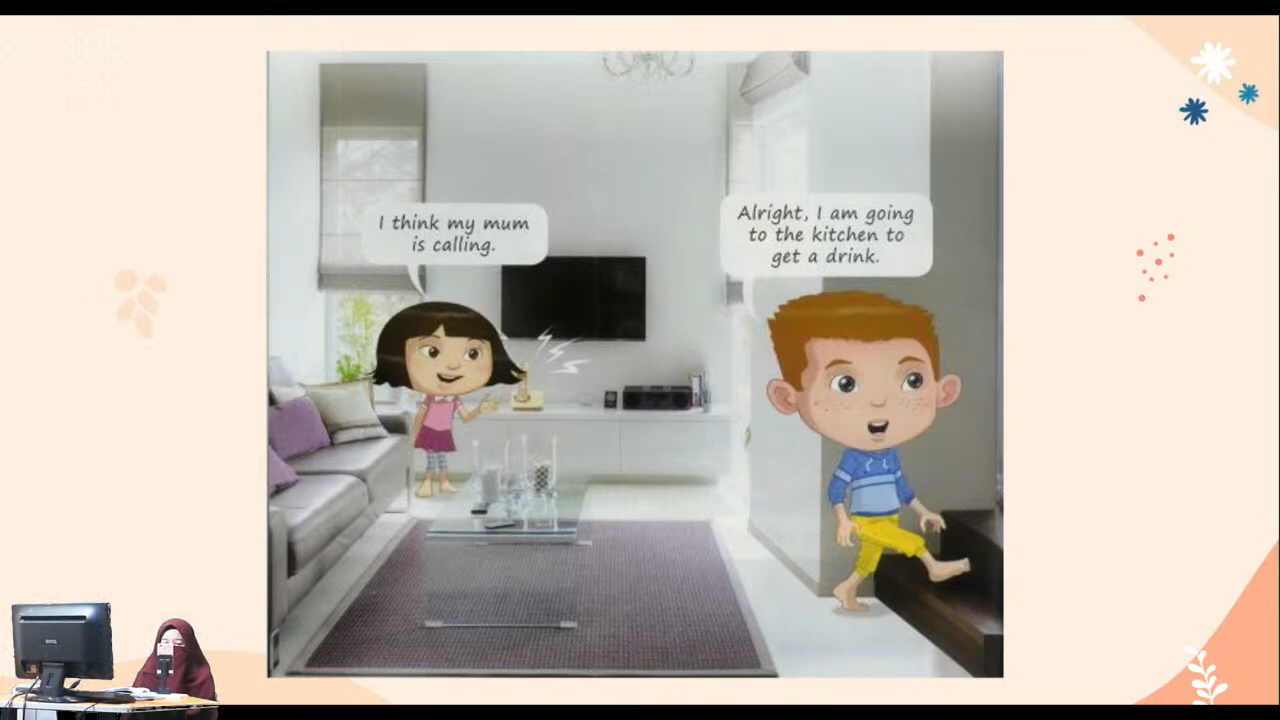 I think my mum
is calling.
Alright, I am going
to the kitchen to
get a drink.